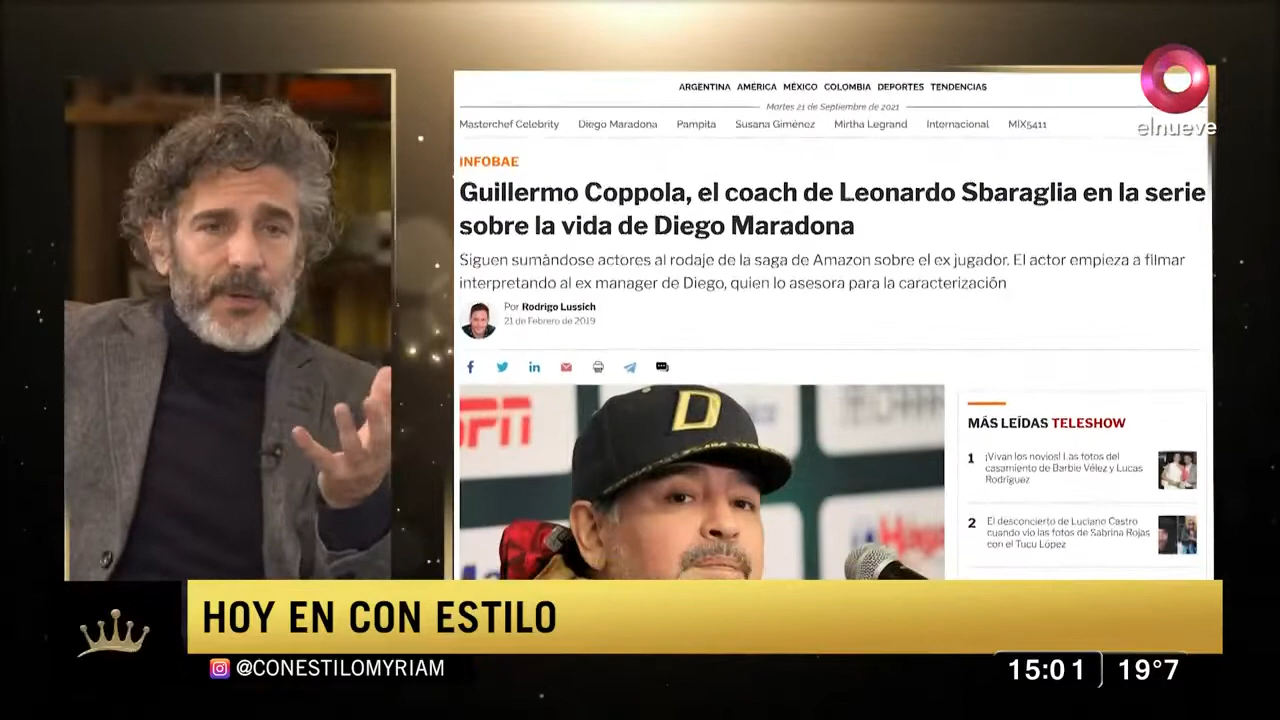 ARGENTINA AMÉRICA MÉXICO COLOMBIA DEPORTES TENDENCIAS
Martes 21 de Septiembre de 2021
Masterchef Celebrity Diego Maradona Pampita Susana Giménez Mirtha Legrand Internacional MIX5411
elnueve
INFOBAE
Guillermo Coppola, el coach de Leonardo Sbaraglia en la serie
sobre la vida de Diego Maradona
Siguen sumándose actores al rodaje de la saga de Amazon sobre el ex jugador. El actor empieza a filmar
interpretando al ex manager de Diego, quien lo asesora para la caracterización
Por Rodrigo Lussich
21 de Febrero de 2019
ESPN
D
MÁS LEÍDAS TELESHOW
1 ¡Vivan los novios! Las fotos del
casamiento de Barbie Vélez y Lucas
Rodríguez
2 El desconcierto de Luciano Castro
cuando vio las fotos de Sabrina Rojas
con el Tucu López
HOY EN CON ESTILO
@CONESTILOMYRIAM
15:01 19°7